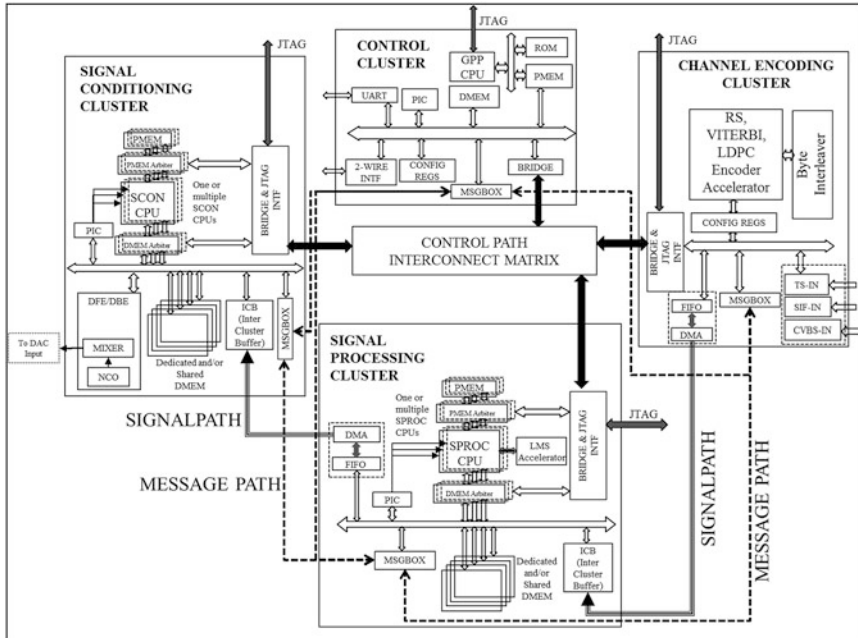 JTAG
SIGNAL
CONDITIONING
CLUSTER
PMEM
PMEM Arbiter
SCON
CPU
One or
multiple
SCON
CPUs
PIC
DMEM Arbiter
BRIDGE & JTAG
INTF
DFE/DBE
MIXER
NCO
To DAC
Input
Dedicated and/or
Shared
DMEM
ICB
(Inter
Cluster
Buffer)
MSGBOX
JTAG
CONTROL
CLUSTER
GPP
CPU
ROM
PMEM
UART
PIC
DMEM
2-WIRE
INTF
CONFIG
REGS
MSGBOX
BRIDGE
CONTROL PATH
INTERCONNECT MATRIX
JTAG
CHANNEL ENCODING
CLUSTER
RS,
VITERBI,
LDPC
Encoder
Accelerator
Byte
Interleaver
CONFIG REGS
BRIDGE &
JTAG
INTF
FIFO
DMA
MSGBOX
TS-IN
SIF-IN
CVBS-IN
SIGNAL
PROCESSING
CLUSTER
PMEM
One or
multiple
SPROC
CPUs
PMEM Arbiter
SPROC
CPU
LMS
Accelerator
BRIDGE & JTAG
INTF
JTAG
DMA
FIFO
PIC
DMEM Arbiter
MSGBOX
Dedicated
and/or
Shared
DMEM
ICB
(Inter
Cluster
Buffer)
SIGNALPATH
MESSAGE PATH
SIGNALPATH
MESSAGE PATH